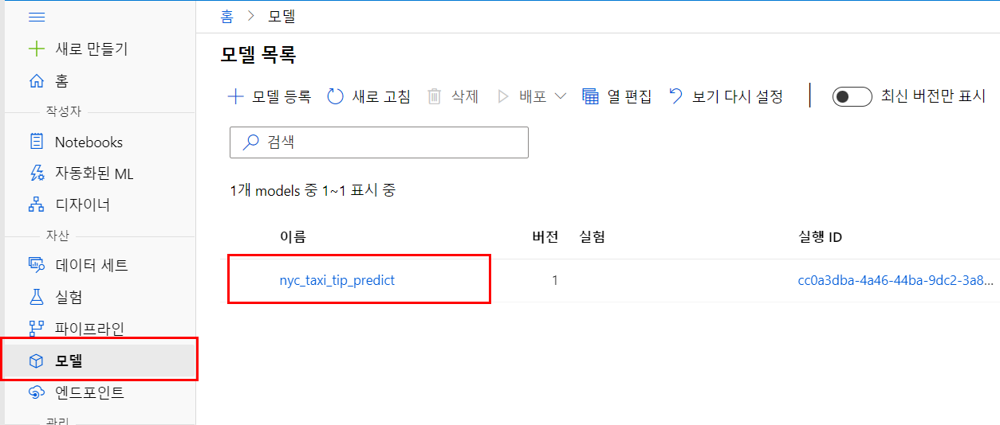 홈 > 모델
새로 만들기
홈
작성자
Notebooks
자동화된 ML
디자이너
자산
데이터 세트
실험
파이프라인
모델
엔드포인트
관리
모델 목록
모델 등록 새로 고침 삭제 배포 열 편집 보기 다시 설정 최신 버전만 표시
검색
1개 models 중 1~1 표시 중
이름 버전 실험 실행 ID
nyc_taxi_tip_predict 1 cc0a3dba-4a46-44ba-9dc2-3a8...